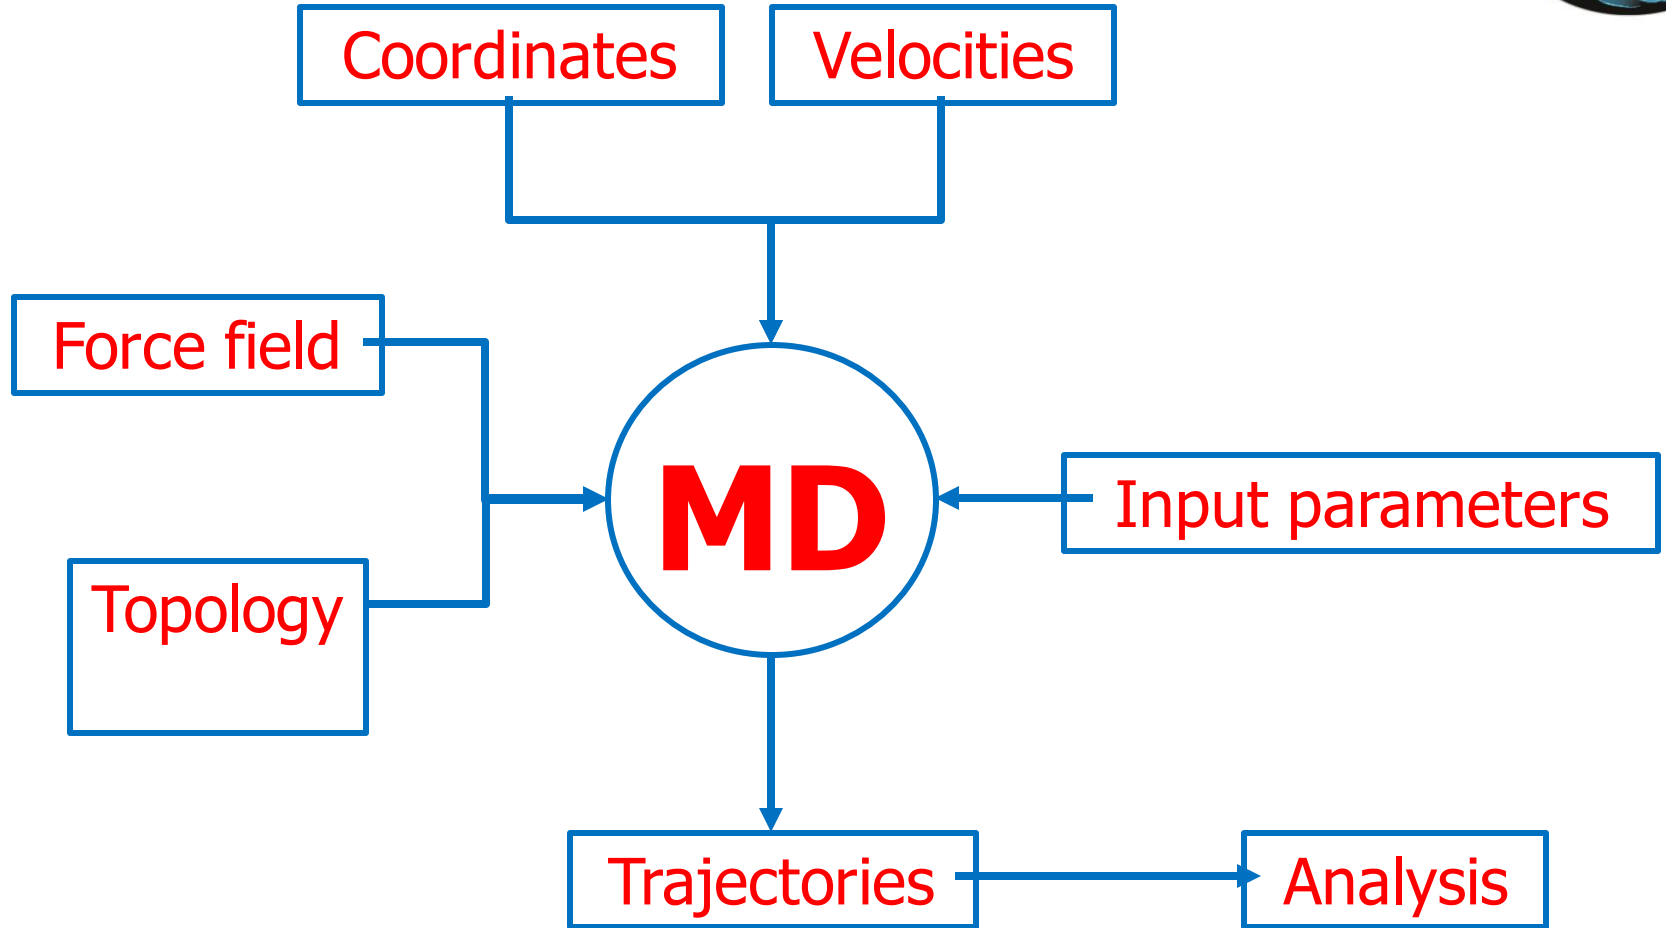 Coordinates
Velocities
Force field
MD
Input parameters
Topology
Trajectories
Analysis